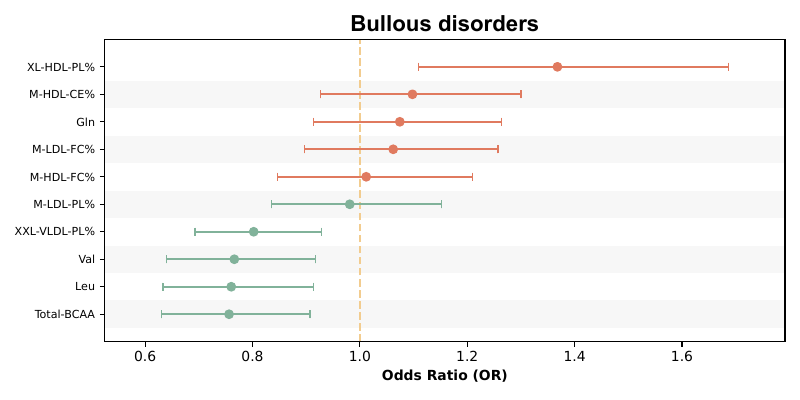 Bullous disorders
XL-HDL-PL%
M-HDL-CE%
Gln
M-LDL-FC%
M-HDL-FC%
M-LDL-PL%
XXL-VLDL-PL%
Val
Leu
Total-BCAA
0.6 0.8 1.0 1.2 1.4 1.6
Odds Ratio (OR)